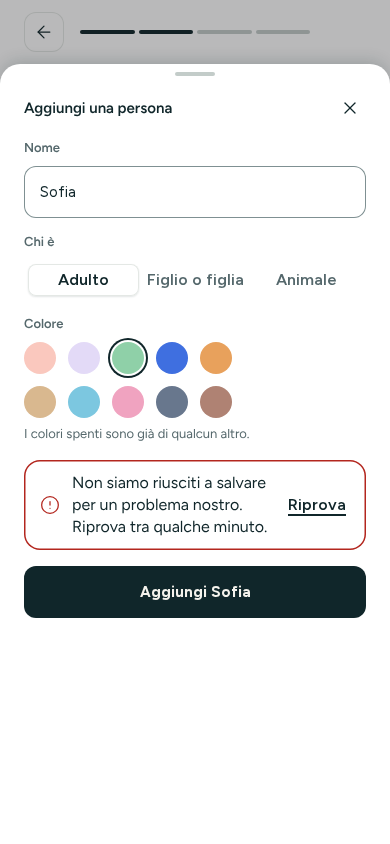 Aggiungi una persona
Nome
Sofia
Chi è
Adulto
Figlio o figlia
Animale
Colore
I colori spenti sono già di qualcun altro.
Non siamo riusciti a salvare
per un problema nostro.
Riprova tra qualche minuto.
Riprova
Aggiungi Sofia